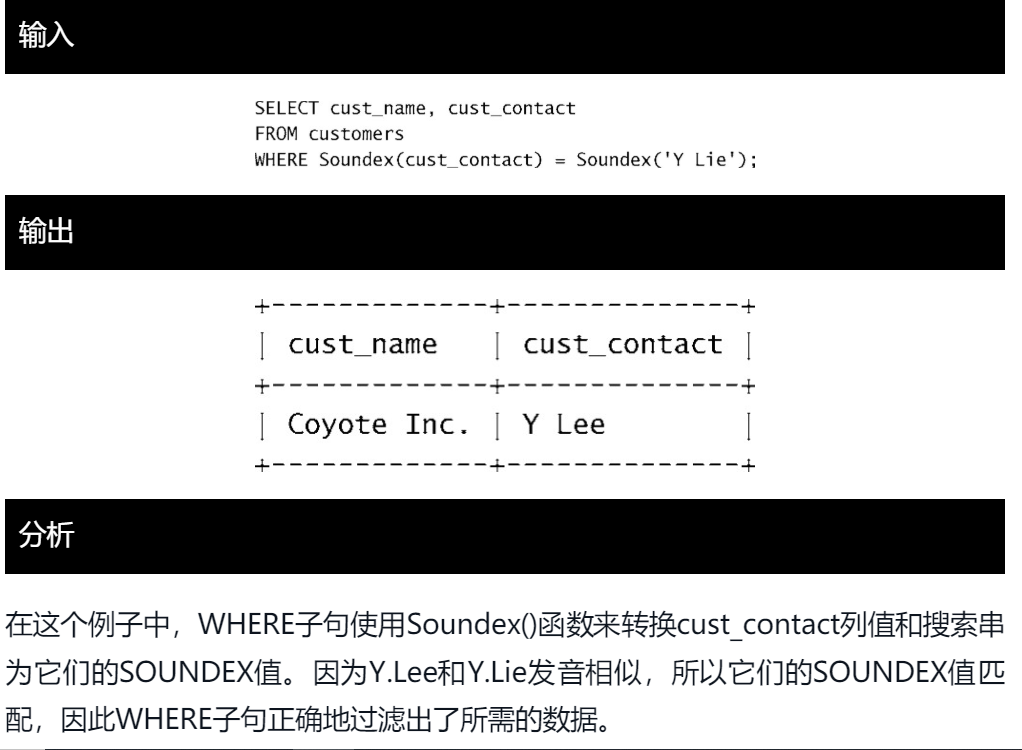 输入
SELECT cust_name, cust_contact
FROM customers
WHERE Soundex(cust_contact) = Soundex('Y Lie');
输出
+-------------+--------------+
| cust_name   | cust_contact |
+-------------+--------------+
| Coyote Inc. | Y Lee        |
+-------------+--------------+
分析
在这个例子中，WHERE子句使用Soundex()函数来转换cust_contact列值和搜索串
为它们的SOUNDEX值。因为Y.Lee和Y.Lie发音相似，所以它们的SOUNDEX值匹
配，因此WHERE子句正确地过滤出了所需的数据。